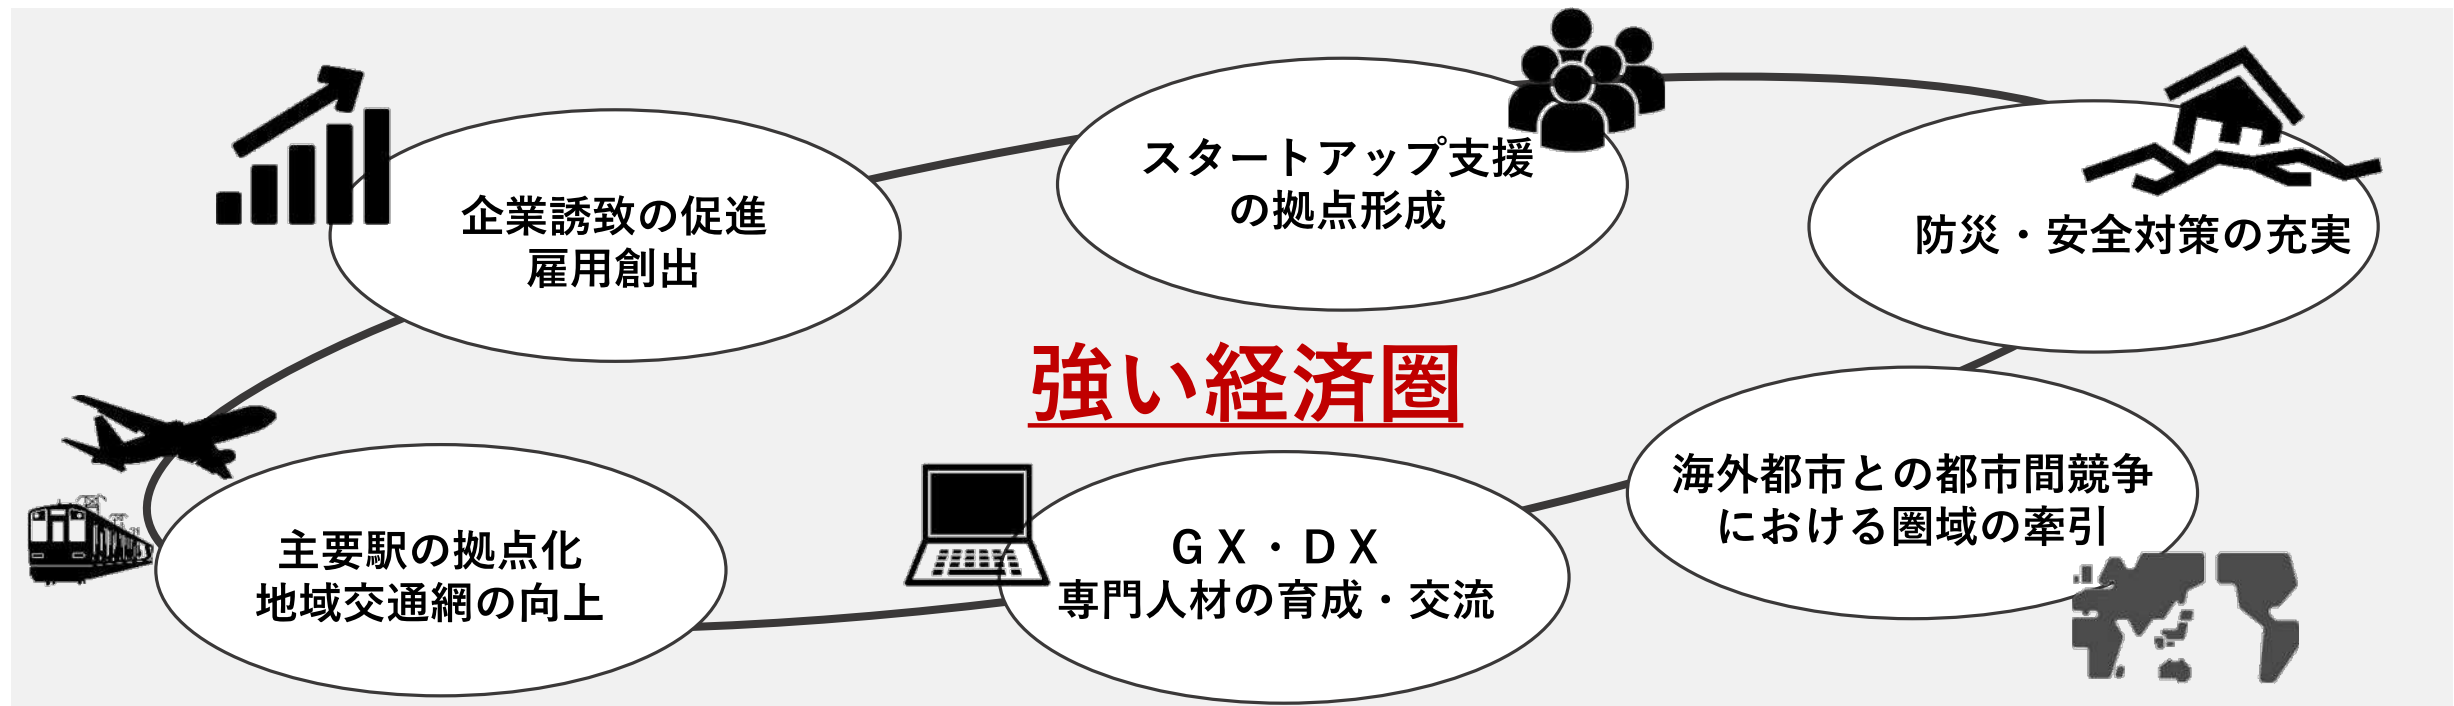 企業誘致の促進
雇用創出
スタートアップ支援
の拠点形成
防災・安全対策の充実
強い経済圏
主要駅の拠点化
地域交通網の向上
ＧＸ・ＤＸ
専門人材の育成・交流
海外都市との都市間競争
における圏域の牽引